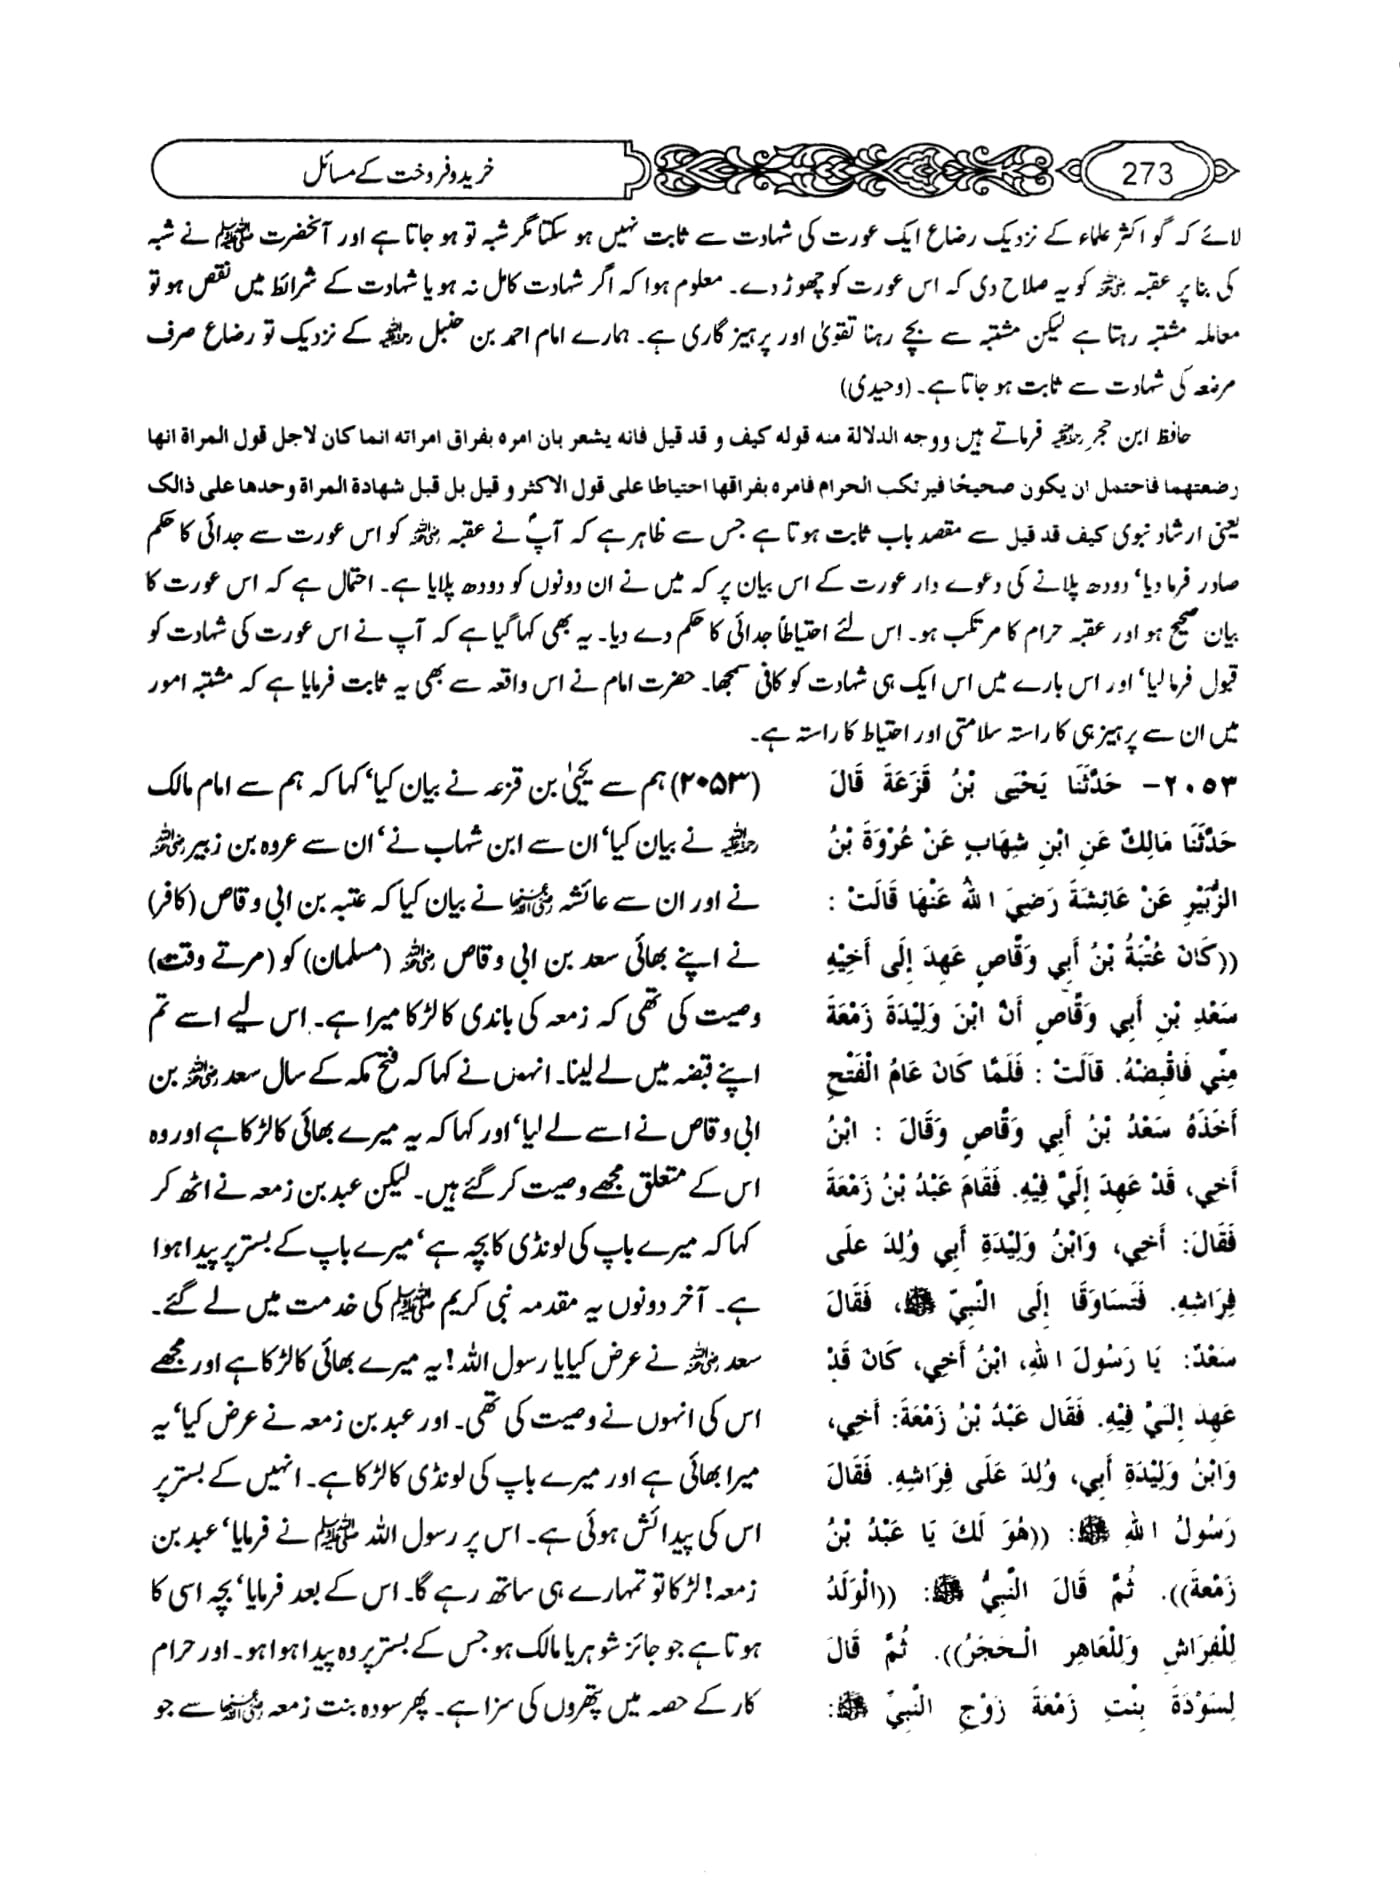 273
خرید و فروخت کے مسائل
لائے کہ گو اکثر علماء کے نزدیک رضاع ایک عورت کی شہادت سے ثابت نہیں ہو سکتا مگر شبہ تو ہو جاتا ہے اور آنحضرت ﷺ نے شبہ
کی بنا پر عقبہ رضی اللہ عنہ کو یہ صلاح دی کہ اس عورت کو چھوڑ دے۔ معلوم ہوا کہ اگر شہادت کامل نہ ہو یا شہادت کے شرائط میں نقص ہو تو
معاملہ مشتبہ رہتا ہے لیکن مشتبہ سے بچے رہنا تقویٰ اور پرہیز گاری ہے۔ ہمارے امام احمد بن حنبل رحمۃ اللہ علیہ کے نزدیک تو رضاع صرف
مرضعہ کی شہادت سے ثابت ہو جاتا ہے۔ (وحیدی)
حافظ ابن حجر رحمۃ اللہ علیہ فرماتے ہیں ووجه الدلالة منه قوله كيف و قد قيل فانه يشعر بان امره بفراق امراته انما كان لاجل قول المراة انها
رضعتهما فاحتمل ان يكون صحيحًا فيرتكب الحرام فامره بفراقها احتياطا على قول الاكثر و قيل بل قبل شهادة المراة وحدها على ذالك
یعنی ارشاد نبوی کیف قد قیل سے مقصد باب ثابت ہوتا ہے جس سے ظاہر ہے کہ آپؐ نے عقبہ رضی اللہ عنہ کو اس عورت سے جدائی کا حکم
صادر فرما دیا‘ دودھ پلانے کی دعوے دار عورت کے اس بیان پر کہ میں نے ان دونوں کو دودھ پلایا ہے۔ احتمال ہے کہ اس عورت کا
بیان صحیح ہو اور عقبہ حرام کا مرتکب ہو۔ اس لئے احتیاطاً جدائی کا حکم دے دیا۔ یہ بھی کہا گیا ہے کہ آپ نے اس عورت کی شہادت کو
قبول فرما لیا‘ اور اس بارے میں اس ایک ہی شہادت کو کافی سمجھا۔ حضرت امام نے اس واقعہ سے بھی یہ ثابت فرمایا ہے کہ مشتبہ امور
میں ان سے پرہیز ہی کا راستہ سلامتی اور احتیاط کا راستہ ہے۔
٢٠٥٣- حَدَّثَنَا يَحْيَى بْنُ قَزَعَةَ قَالَ
حَدَّثَنَا مَالِكٌ عَنِ ابْنِ شِهَابٍ عَنْ عُرْوَةَ بْنُ
الزُّبَيْرِ عَنْ عَائِشَةَ رَضِيَ اللهُ عَنْهَا قَالَتْ :
((كَانَ عُتْبَةُ بْنُ أَبِي وَقَّاصٍ عَهِدَ إِلَى أَخِيْهِ
سَعْدِ بْنِ أَبِي وَقَّاصٍ أَنَّ ابْنَ وَلِيْدَةَ زَمْعَةَ
مِنِّي فَاقْبِضْهُ. قَالَتْ : فَلَمَّا كَانَ عَامُ الْفَتْحِ
أَخَذَهُ سَعْدُ بْنُ أَبِي وَقَّاصٍ وَقَالَ : ابْنُ
أَخِي، قَدْ عَهِدَ إِلَيَّ فِيْهِ. فَقَامَ عَبْدُ بْنُ زَمْعَةَ
فَقَالَ: أَخِي، وَابْنُ وَلِيْدَةِ أَبِي وُلِدَ عَلَى
فِرَاشِهِ. فَتَسَاوَقَا إِلَى النَّبِيِّ ﷺ، فَقَالَ
سَعْدٌ: يَا رَسُولَ اللهِ، ابْنُ أَخِي، كَانَ قَدْ
عَهِدَ إِلَيَّ فِيْهِ. فَقَالَ عَبْدُ بْنُ زَمْعَةَ: أَخِي،
وَابْنُ وَلِيْدَةِ أَبِي، وُلِدَ عَلَى فِرَاشِهِ. فَقَالَ
رَسُولُ اللهِ ﷺ: ((هُوَ لَكَ يَا عَبْدُ بْنُ
زَمْعَةَ)). ثُمَّ قَالَ النَّبِيُّ ﷺ: ((الْوَلَدُ
لِلْفِرَاشِ وَلِلْعَاهِرِ الْحَجَرُ)). ثُمَّ قَالَ
لِسَوْدَةَ بِنْتِ زَمْعَةَ زَوْجِ النَّبِيِّ ﷺ:
(۲۰۵۳) ہم سے یحییٰ بن قزعہ نے بیان کیا‘ کہا کہ ہم سے امام مالک
رحمۃ اللہ علیہ نے بیان کیا‘ ان سے ابن شہاب نے‘ ان سے عروہ بن زبیر رضی اللہ عنہ
نے اور ان سے عائشہ رضی اللہ عنہا نے بیان کیا کہ عتبہ بن ابی وقاص (کافر)
نے اپنے بھائی سعد بن ابی وقاص رضی اللہ عنہ (مسلمان) کو (مرتے وقت)
وصیت کی تھی کہ زمعہ کی باندی کا لڑکا میرا ہے۔ اس لیے اسے تم
اپنے قبضہ میں لے لینا۔ انہوں نے کہا کہ فتح مکہ کے سال سعد رضی اللہ عنہ بن
ابی وقاص نے اسے لے لیا‘ اور کہا کہ یہ میرے بھائی کا لڑکا ہے اور وہ
اس کے متعلق مجھے وصیت کر گئے ہیں۔ لیکن عبد بن زمعہ نے اٹھ کر
کہا کہ میرے باپ کی لونڈی کا بچہ ہے‘ میرے باپ کے بستر پر پیدا ہوا
ہے۔ آخر دونوں یہ مقدمہ نبی کریم ﷺ کی خدمت میں لے گئے۔
سعد رضی اللہ عنہ نے عرض کیا یا رسول اللہ! یہ میرے بھائی کا لڑکا ہے اور مجھے
اس کی انہوں نے وصیت کی تھی۔ اور عبد بن زمعہ نے عرض کیا‘ یہ
میرا بھائی ہے اور میرے باپ کی لونڈی کا لڑکا ہے۔ انہیں کے بستر پر
اس کی پیدائش ہوئی ہے۔ اس پر رسول اللہ ﷺ نے فرمایا‘ عبد بن
زمعہ! لڑکا تو تمہارے ہی ساتھ رہے گا۔ اس کے بعد فرمایا‘ بچہ اسی کا
ہوتا ہے جو جائز شوہر یا مالک ہو جس کے بستر پر وہ پیدا ہوا ہو۔ اور حرام
کار کے حصہ میں پتھروں کی سزا ہے۔ پھر سودہ بنت زمعہ رضی اللہ عنہا سے جو